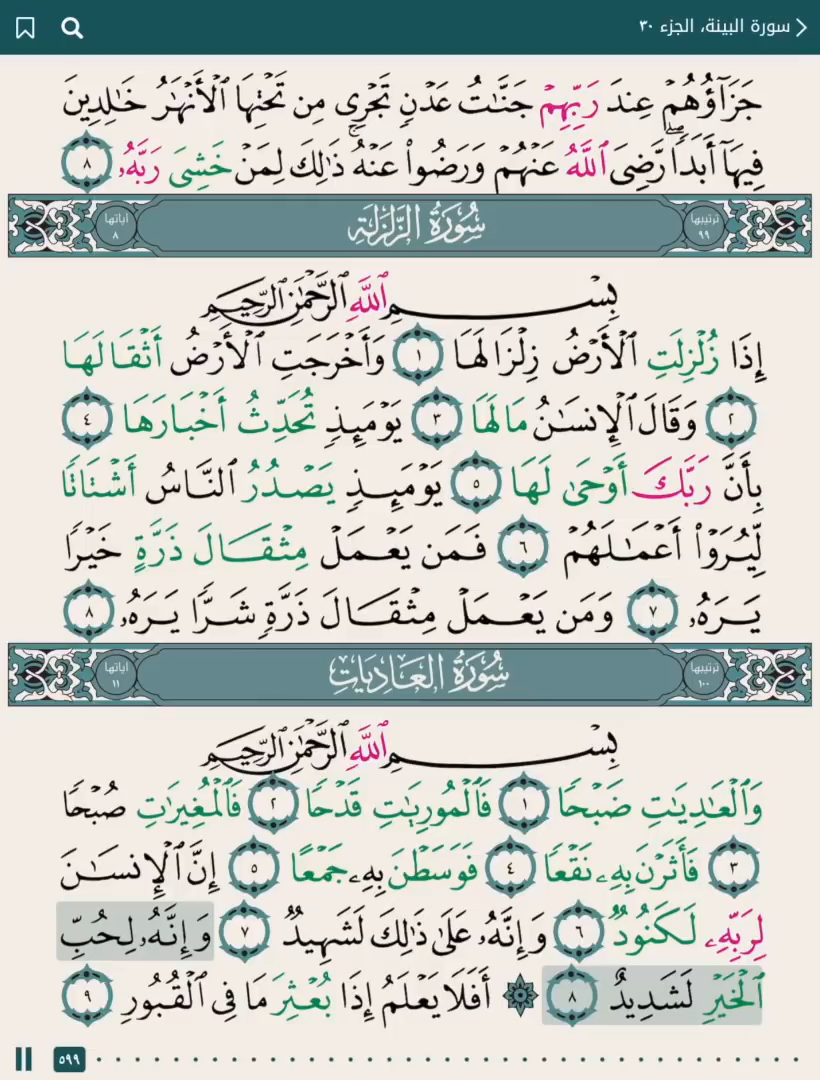 سورة البينة، الجزء ٣٠
جَزَآؤُهُمۡ عِندَ رَبِّهِمۡ جَنَّٰتُ عَدۡنٖ تَجۡرِي مِن تَحۡتِهَا ٱلۡأَنۡهَٰرُ خَٰلِدِينَ
فِيهَآ أَبَدٗاۖ رَّضِيَ ٱللَّهُ عَنۡهُمۡ وَرَضُواْ عَنۡهُۚ ذَٰلِكَ لِمَنۡ خَشِيَ رَبَّهُۥ ٨
ترتيبها ٩٩ سُورَةُ الزَّلْزَلَةِ آياتها ٨
بِسۡمِ ٱللَّهِ ٱلرَّحۡمَٰنِ ٱلرَّحِيمِ
إِذَا زُلۡزِلَتِ ٱلۡأَرۡضُ زِلۡزَالَهَا ١ وَأَخۡرَجَتِ ٱلۡأَرۡضُ أَثۡقَالَهَا
٢ وَقَالَ ٱلۡإِنسَٰنُ مَا لَهَا ٣ يَوۡمَئِذٖ تُحَدِّثُ أَخۡبَارَهَا ٤
بِأَنَّ رَبَّكَ أَوۡحَىٰ لَهَا ٥ يَوۡمَئِذٖ يَصۡدُرُ ٱلنَّاسُ أَشۡتَاتٗا
لِّيُرَوۡاْ أَعۡمَٰلَهُمۡ ٦ فَمَن يَعۡمَلۡ مِثۡقَالَ ذَرَّةٍ خَيۡرٗا
يَرَهُۥ ٧ وَمَن يَعۡمَلۡ مِثۡقَالَ ذَرَّةٖ شَرّٗا يَرَهُۥ ٨
ترتيبها ١٠٠ سُورَةُ العَادِيَاتِ آياتها ١١
بِسۡمِ ٱللَّهِ ٱلرَّحۡمَٰنِ ٱلرَّحِيمِ
وَٱلۡعَٰدِيَٰتِ ضَبۡحٗا ١ فَٱلۡمُورِيَٰتِ قَدۡحٗا ٢ فَٱلۡمُغِيرَٰتِ صُبۡحٗا
٣ فَأَثَرۡنَ بِهِۦ نَقۡعٗا ٤ فَوَسَطۡنَ بِهِۦ جَمۡعًا ٥ إِنَّ ٱلۡإِنسَٰنَ
لِرَبِّهِۦ لَكَنُودٞ ٦ وَإِنَّهُۥ عَلَىٰ ذَٰلِكَ لَشَهِيدٞ ٧ وَإِنَّهُۥ لِحُبِّ
ٱلۡخَيۡرِ لَشَدِيدٌ ٨ ۞ أَفَلَا يَعۡلَمُ إِذَا بُعۡثِرَ مَا فِي ٱلۡقُبُورِ ٩
٥٩٩